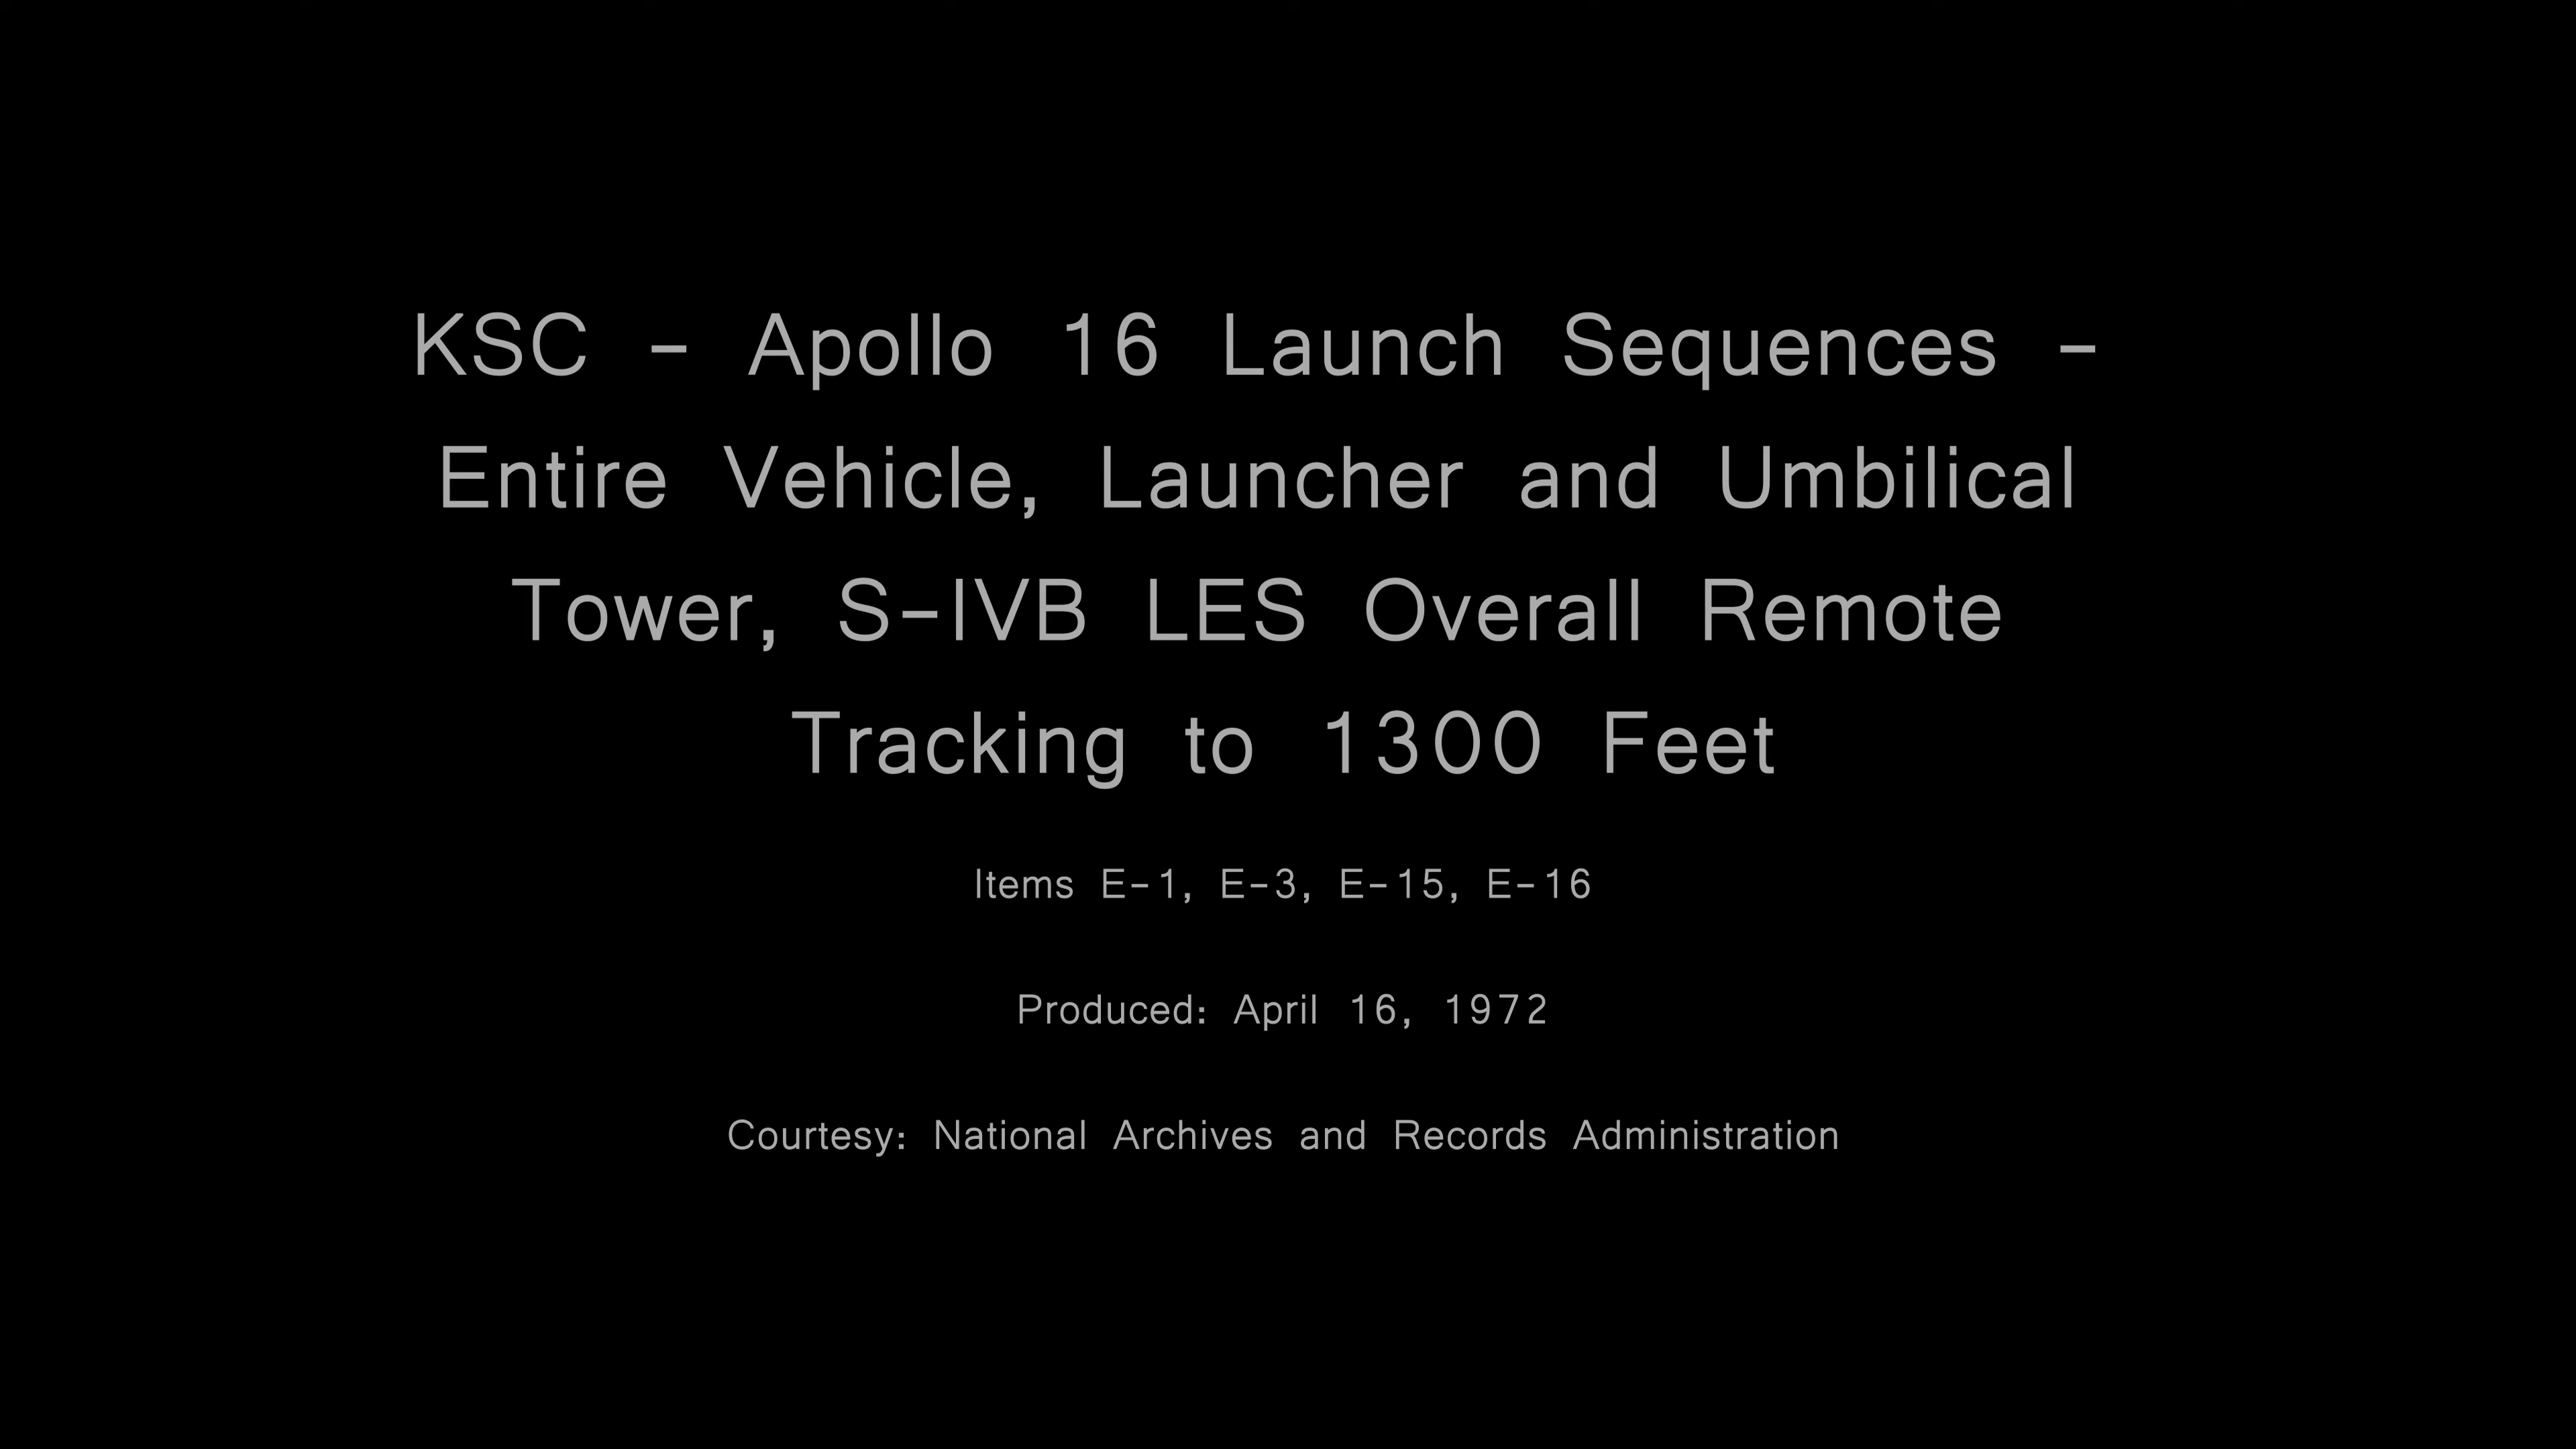 KSC - Apollo 16 Launch Sequences -
Entire Vehicle, Launcher and Umbilical
Tower, S-IVB LES Overall Remote
Tracking to 1300 Feet
Items E-1, E-3, E-15, E-16
Produced: April 16, 1972
Courtesy: National Archives and Records Administration